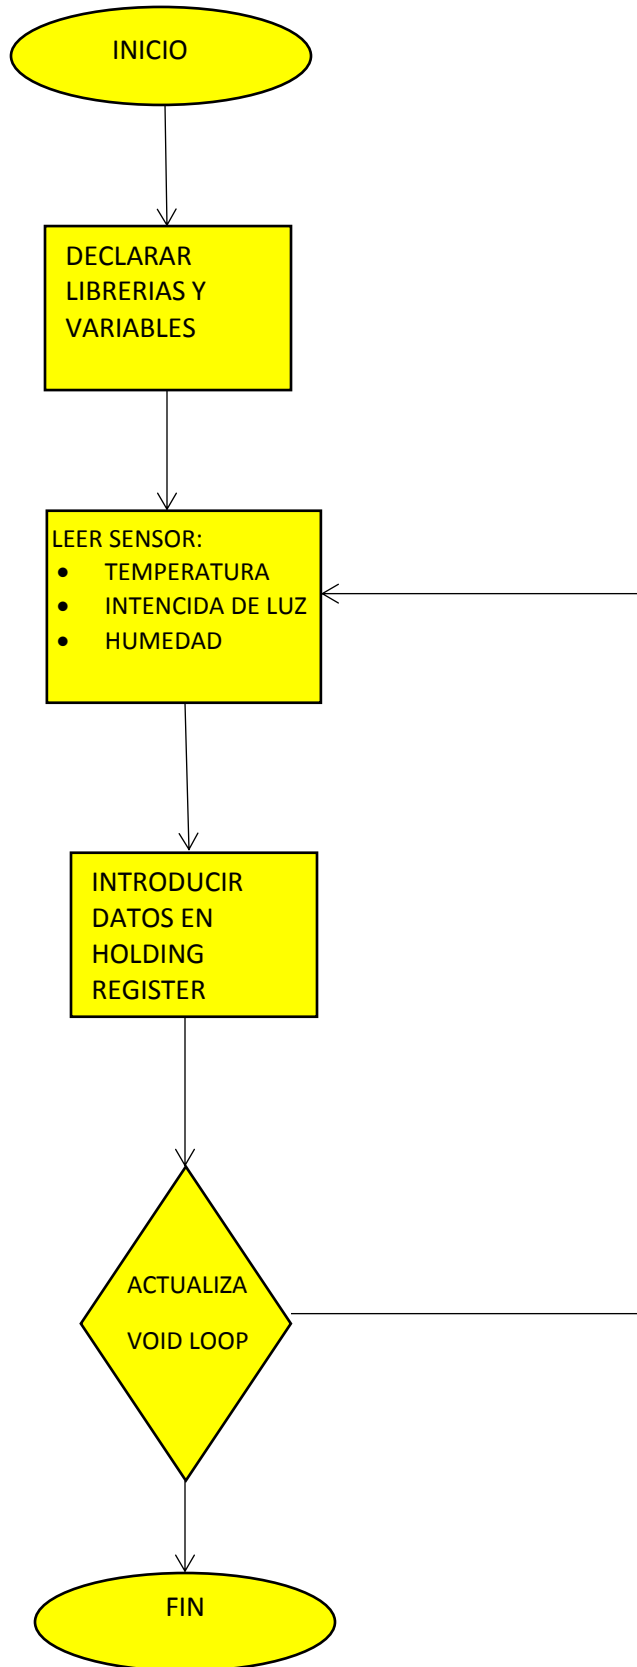 INICIO
DECLARAR
LIBRERIAS Y
VARIABLES
LEER SENSOR:
• TEMPERATURA
• INTENCIDA DE LUZ
• HUMEDAD
INTRODUCIR
DATOS EN
HOLDING
REGISTER
ACTUALIZA
VOID LOOP
FIN